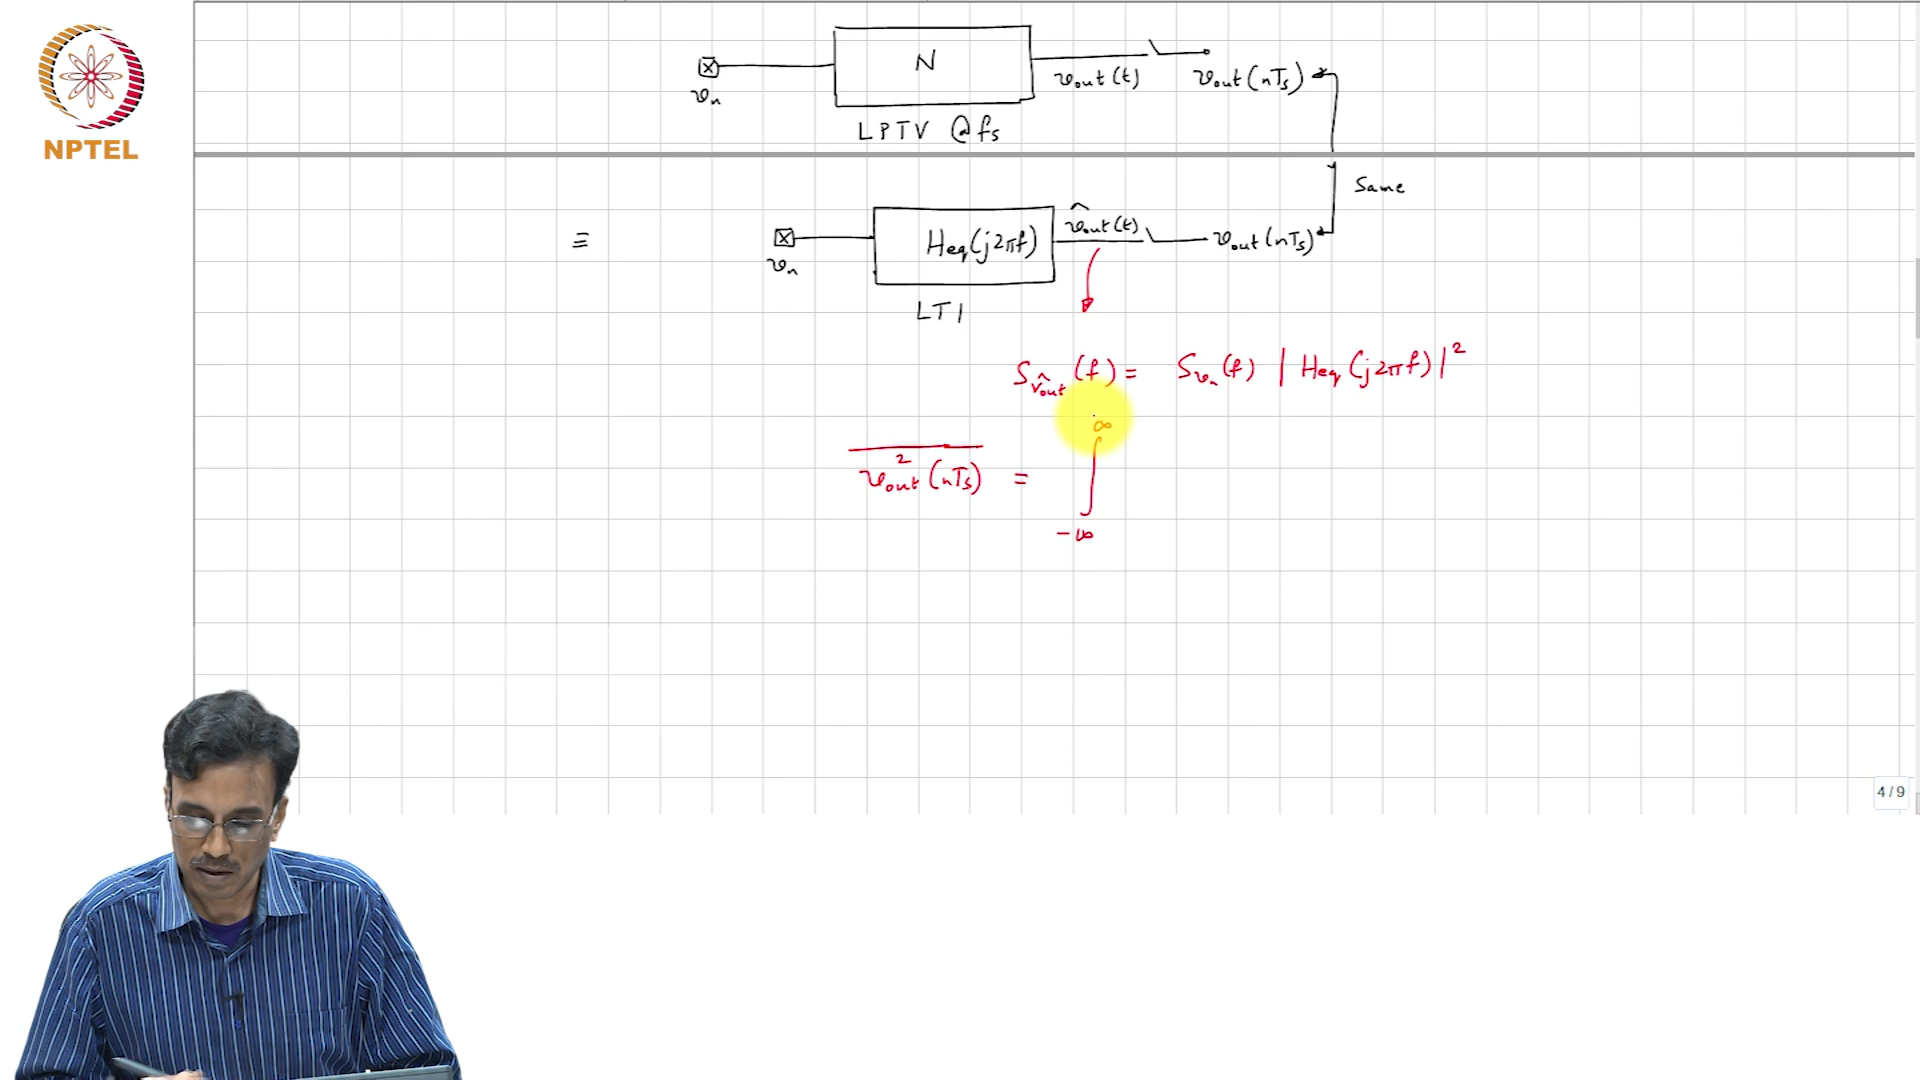 N
v_n
v_out(t)
v_out(nT_s)
NPTEL
LPTV @f_s
Same
≡
v_n
H_eq(j2πf)
v̂_out(t)
v_out(nT_s)
LTI
S_v̂out(f) = S_vn(f) |H_eq(j2πf)|²
∞
v²_out(nT_s) = ∫
-∞
4 / 9